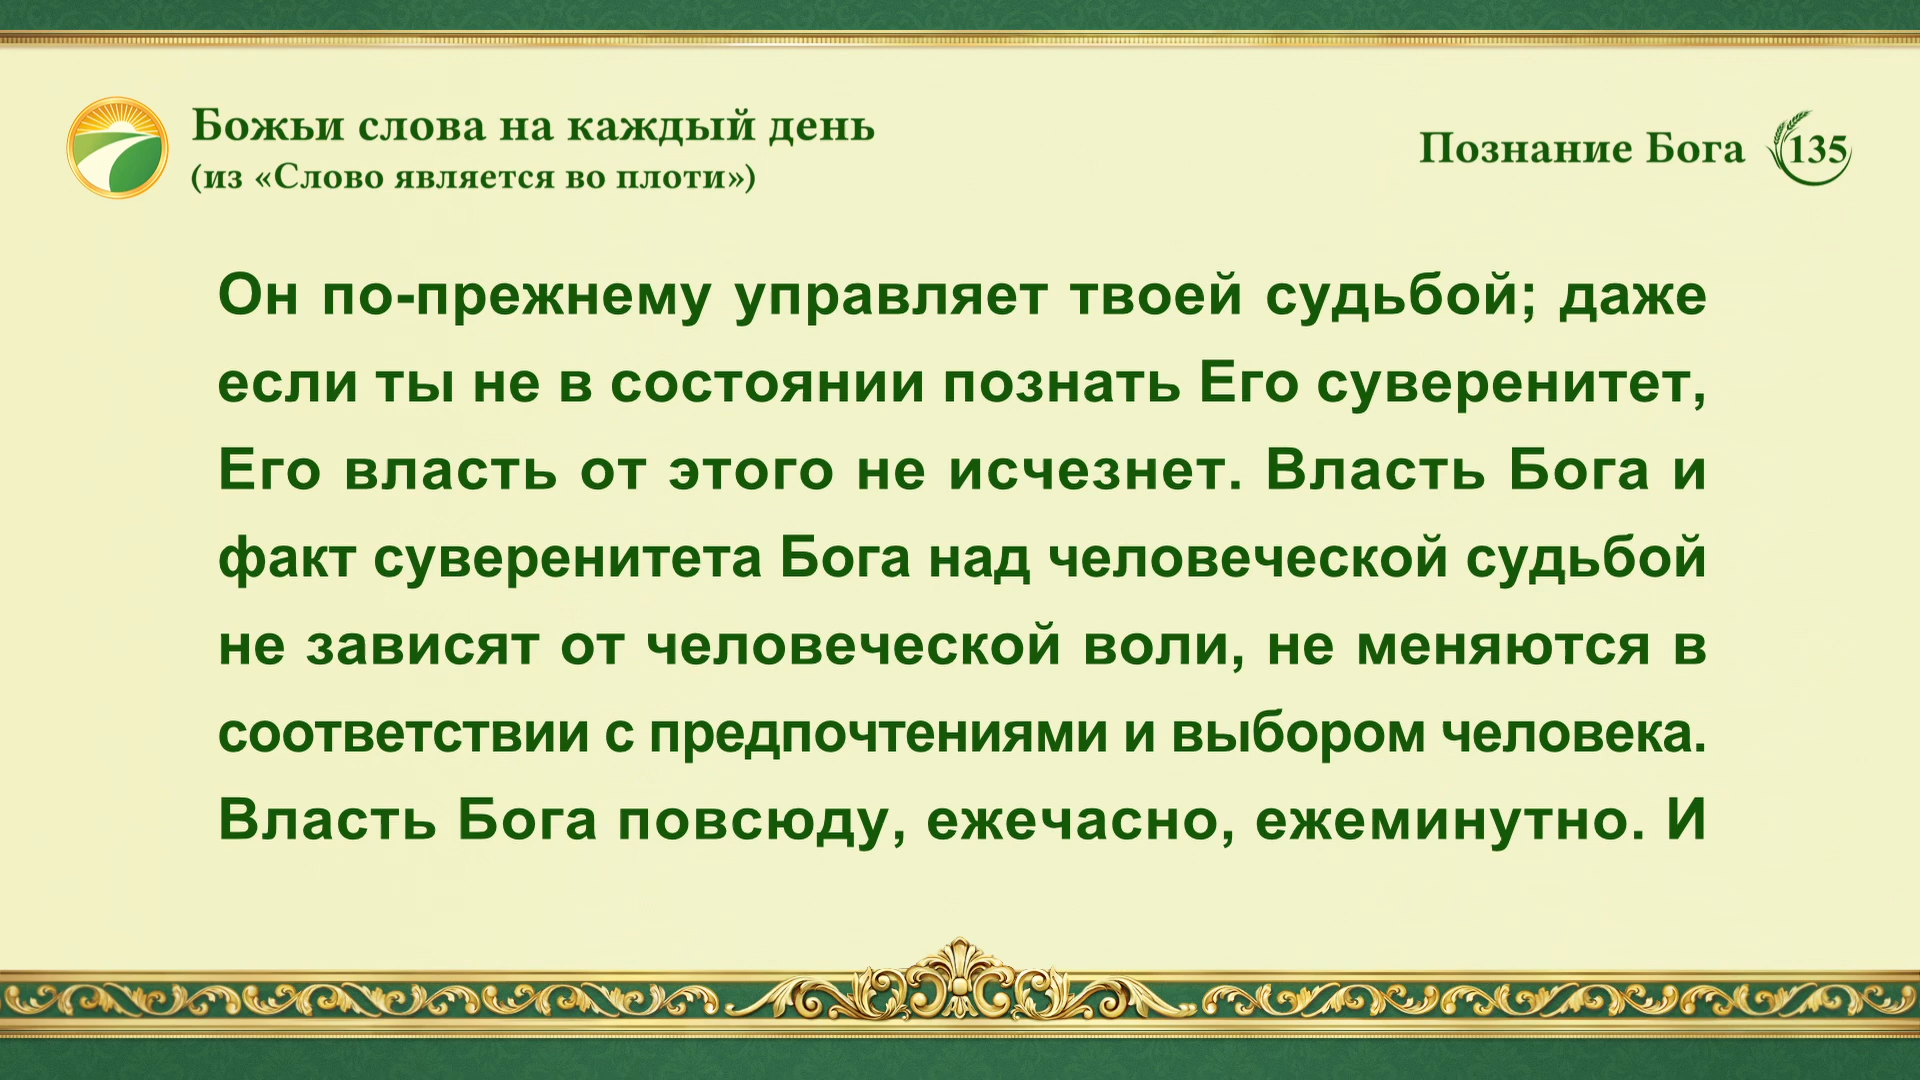 Божьи слова на каждый день
(из «Слово является во плоти»)
Познание Бога 135
Он по-прежнему управляет твоей судьбой; даже
если ты не в состоянии познать Его суверенитет,
Его власть от этого не исчезнет. Власть Бога и
факт суверенитета Бога над человеческой судьбой
не зависят от человеческой воли, не меняются в
соответствии с предпочтениями и выбором человека.
Власть Бога повсюду, ежечасно, ежеминутно. И